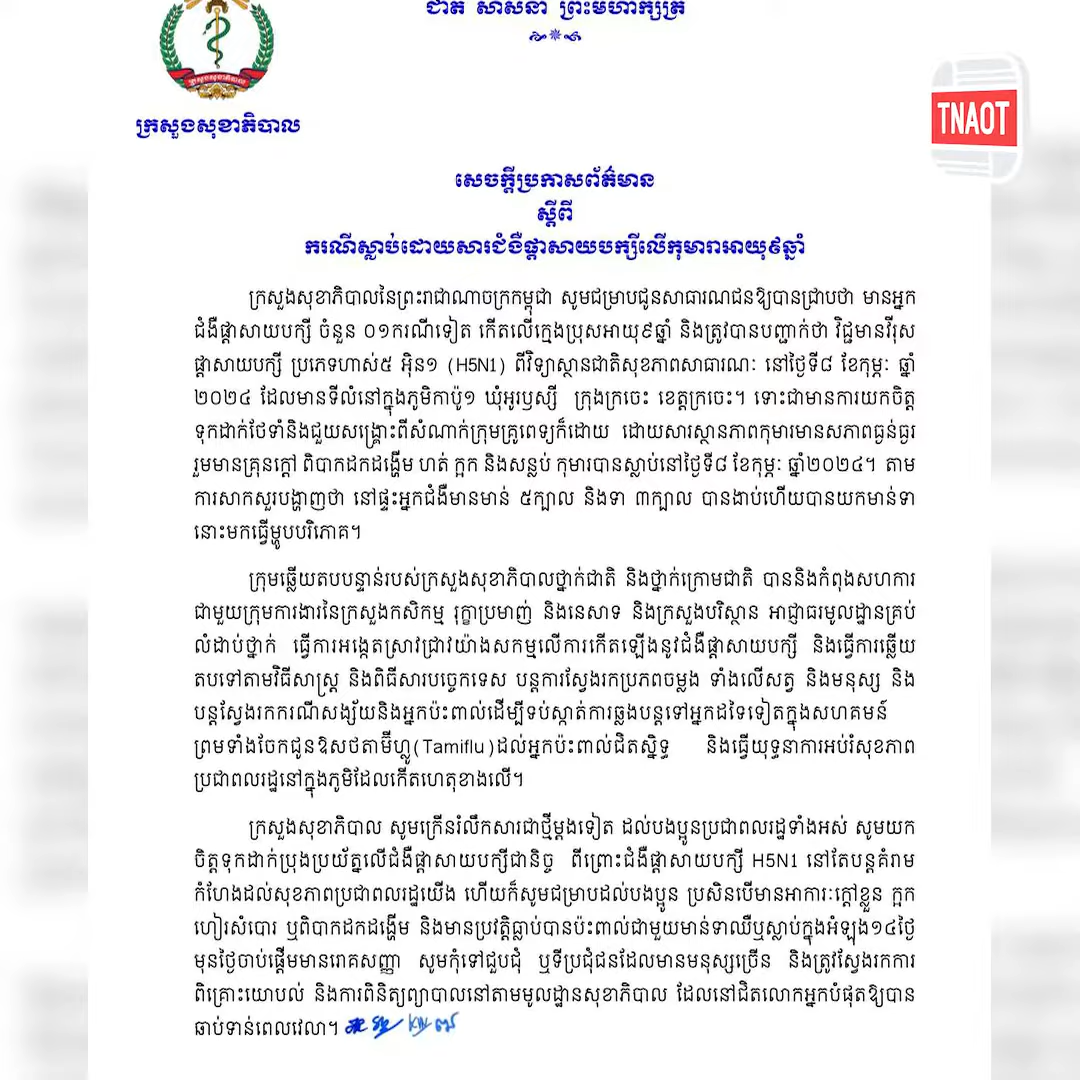 ជាតិ សាសនា ព្រះមហាក្សត្រ
ក្រសួងសុខាភិបាល
TNAOT
ក្រសួងសុខាភិបាល
សេចក្តីប្រកាសព័ត៌មាន
ស្តីពី
ករណីស្លាប់ដោយសារជំងឺផ្តាសាយបក្សីលើកុមារាអាយុ៩ឆ្នាំ
ក្រសួងសុខាភិបាលនៃព្រះរាជាណាចក្រកម្ពុជា សូមជម្រាបជូនសាធារណជនឱ្យបានជ្រាបថា មានអ្នក
ជំងឺផ្តាសាយបក្សី ចំនួន ០១ករណីទៀត កើតលើក្មេងប្រុសអាយុ៩ឆ្នាំ និងត្រូវបានបញ្ជាក់ថា វិជ្ជមានវីរុស
ផ្តាសាយបក្សី ប្រភេទហាស់៥ អ៊ិន១ (H5N1) ពីវិទ្យាស្ថានជាតិសុខភាពសាធារណៈ នៅថ្ងៃទី៨ ខែកុម្ភៈ ឆ្នាំ
២០២៤ ដែលមានទីលំនៅក្នុងភូមិកាប៉ូ១ ឃុំអូរឫស្សី ក្រុងក្រចេះ ខេត្តក្រចេះ។ ទោះជាមានការយកចិត្ត
ទុកដាក់ថែទាំនិងជួយសង្គ្រោះពីសំណាក់ក្រុមគ្រូពេទ្យក៏ដោយ ដោយសារស្ថានភាពកុមារមានសភាពធ្ងន់ធ្ងរ
រួមមានគ្រុនក្តៅ ពិបាកដកដង្ហើម ហត់ ក្អក និងសន្លប់ កុមារបានស្លាប់នៅថ្ងៃទី៨ ខែកុម្ភៈ ឆ្នាំ២០២៤។ តាម
ការសាកសួរបង្ហាញថា នៅផ្ទះអ្នកជំងឺមានមាន់ ៥ក្បាល និងទា ៣ក្បាល បានងាប់ហើយបានយកមាន់ទា
នោះមកធ្វើម្ហូបបរិភោគ។
ក្រុមឆ្លើយតបបន្ទាន់របស់ក្រសួងសុខាភិបាលថ្នាក់ជាតិ និងថ្នាក់ក្រោមជាតិ បាននិងកំពុងសហការ
ជាមួយក្រុមការងារនៃក្រសួងកសិកម្ម រុក្ខាប្រមាញ់ និងនេសាទ និងក្រសួងបរិស្ថាន អាជ្ញាធរមូលដ្ឋានគ្រប់
លំដាប់ថ្នាក់ ធ្វើការអង្កេតស្រាវជ្រាវយ៉ាងសកម្មលើការកើតឡើងនូវជំងឺផ្តាសាយបក្សី និងធ្វើការឆ្លើយ
តបទៅតាមវិធីសាស្ត្រ និងពិធីសារបច្ចេកទេស បន្តការស្វែងរកប្រភពចម្លង ទាំងលើសត្វ និងមនុស្ស និង
បន្តស្វែងរកករណីសង្ស័យនិងអ្នកប៉ះពាល់ដើម្បីទប់ស្កាត់ការឆ្លងបន្តទៅអ្នកដទៃទៀតក្នុងសហគមន៍
ព្រមទាំងចែកជូនឱសថតាមីហ្លូ(Tamiflu)ដល់អ្នកប៉ះពាល់ជិតស្និទ្ធ និងធ្វើយុទ្ធនាការអប់រំសុខភាព
ប្រជាពលរដ្ឋនៅក្នុងភូមិដែលកើតហេតុខាងលើ។
ក្រសួងសុខាភិបាល សូមក្រើនរំលឹកសារជាថ្មីម្តងទៀត ដល់បងប្អូនប្រជាពលរដ្ឋទាំងអស់ សូមយក
ចិត្តទុកដាក់ប្រុងប្រយ័ត្នលើជំងឺផ្តាសាយបក្សីជានិច្ច ពីព្រោះជំងឺផ្តាសាយបក្សី H5N1 នៅតែបន្តគំរាម
កំហែងដល់សុខភាពប្រជាពលរដ្ឋយើង ហើយក៏សូមជម្រាបដល់បងប្អូន ប្រសិនបើមានអាការៈក្តៅខ្លួន ក្អក
ហៀរសំបោរ ឬពិបាកដកដង្ហើម និងមានប្រវត្តិធ្លាប់បានប៉ះពាល់ជាមួយមាន់ទាឈឺឬស្លាប់ក្នុងអំឡុង១៤ថ្ងៃ
មុនថ្ងៃចាប់ផ្តើមមានរោគសញ្ញា សូមកុំទៅជួបជុំ ឬទីប្រជុំជនដែលមានមនុស្សច្រើន និងត្រូវស្វែងរកការ
ពិគ្រោះយោបល់ និងការពិនិត្យព្យាបាលនៅតាមមូលដ្ឋានសុខាភិបាល ដែលនៅជិតលោកអ្នកបំផុតឱ្យបាន
ឆាប់ទាន់ពេលវេលា។